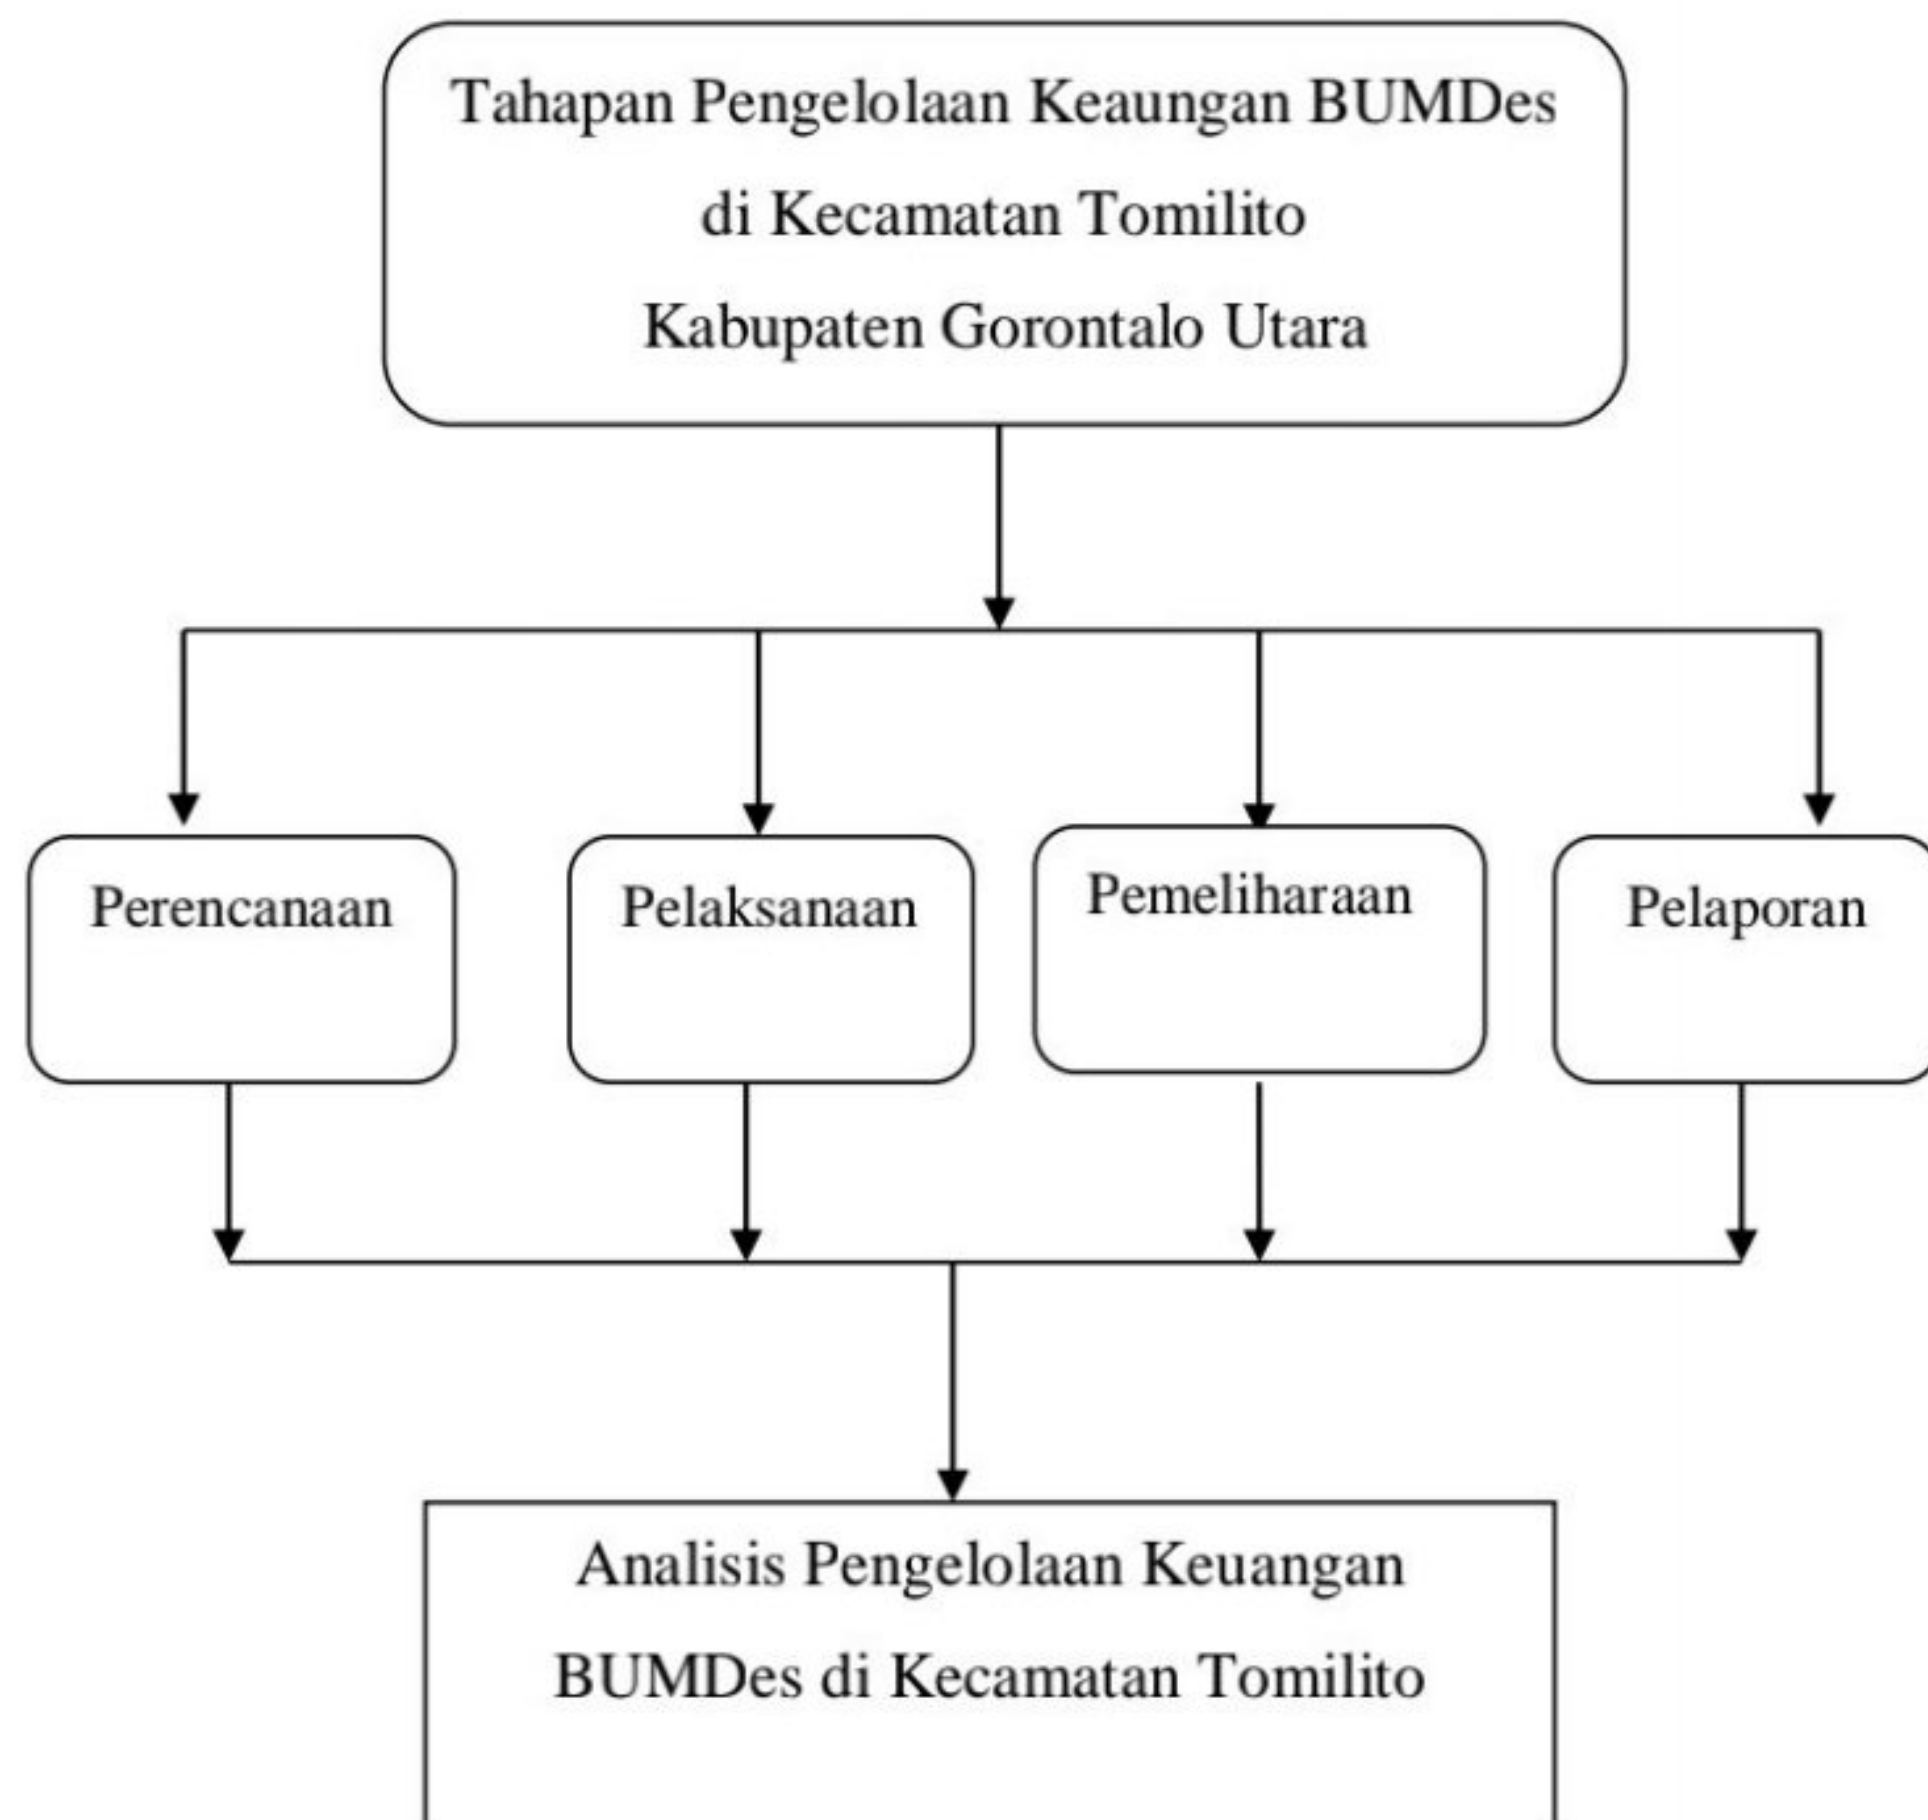 Tahapan Pengelolaan Keaungan BUMDes
di Kecamatan Tomilito
Kabupaten Gorontalo Utara
Perencanaan
Pelaksanaan
Pemeliharaan
Pelaporan
Analisis Pengelolaan Keuangan
BUMDes di Kecamatan Tomilito